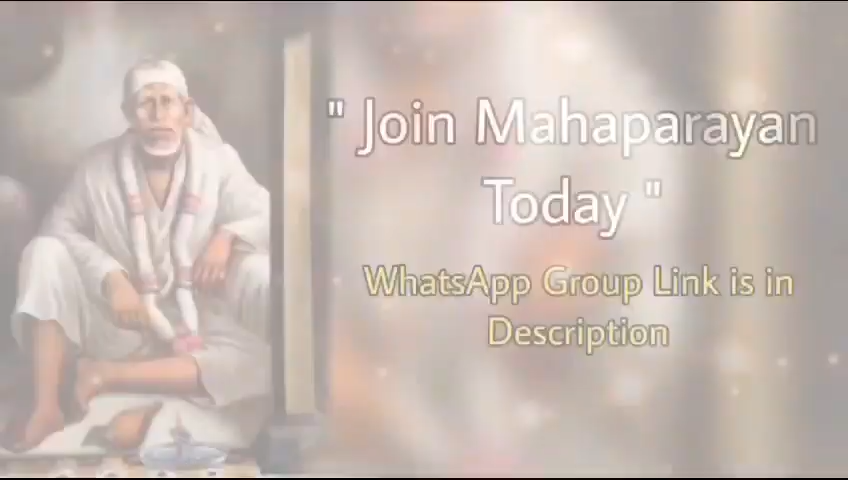 " Join Mahaparayan
Today "
WhatsApp Group Link is in
Description